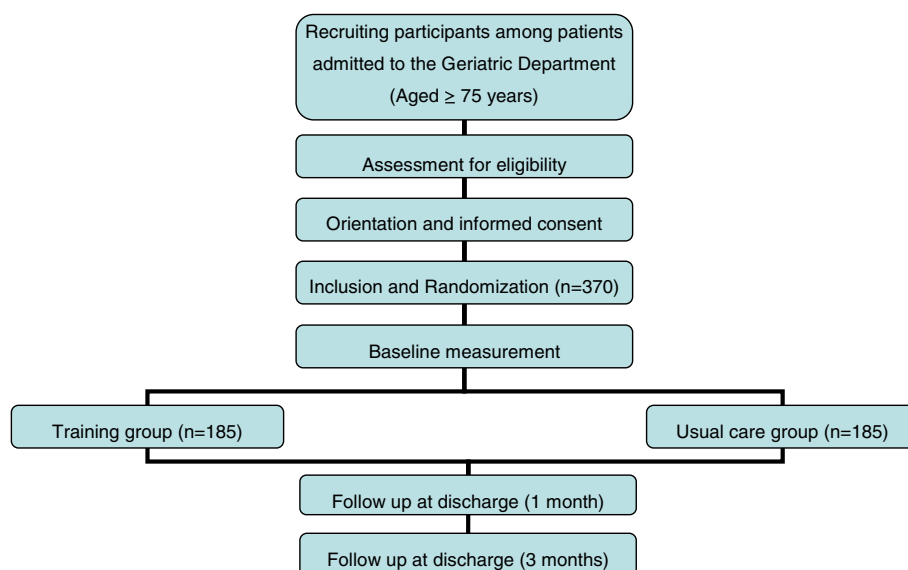 Recruiting participants among patients
admitted to the Geriatric Department
(Aged ≥ 75 years)
Assessment for eligibility
Orientation and informed consent
Inclusion and Randomization (n=370)
Baseline measurement
Training group (n=185)
Usual care group (n=185)
Follow up at discharge (1 month)
Follow up at discharge (3 months)